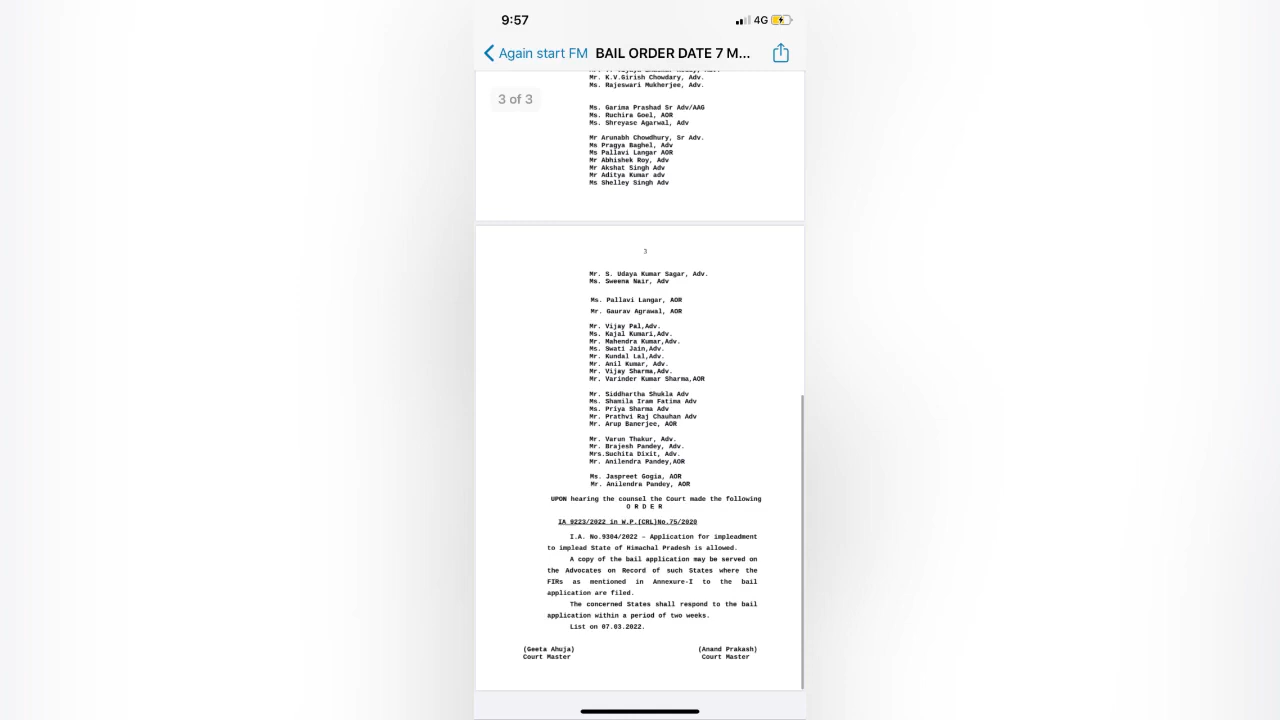 9:57
4G
Again start FM BAIL ORDER DATE 7 M...
3 of 3
Mr. K.V.Girish Chowdary, Adv.
Ms. Rajeswari Mukherjee, Adv.
Ms. Garima Prashad Sr Adv/AAG
Ms. Ruchira Goel, AOR
Ms. Shreyase Agarwal, Adv
Mr Arunabh Chowdhury, Sr Adv.
Ms Pragya Baghel, Adv
Ms Pallavi Langar AOR
Mr Abhishek Roy, Adv
Mr Akshat Singh Adv
Mr Aditya Kumar adv
Ms Shelley Singh Adv
3
Mr. S. Udaya Kumar Sagar, Adv.
Ms. Sweena Nair, Adv
Ms. Pallavi Langar, AOR
Mr. Gaurav Agrawal, AOR
Mr. Vijay Pal,Adv.
Ms. Kajal Kumari,Adv.
Mr. Mahendra Kumar,Adv.
Ms. Swati Jain,Adv.
Mr. Kundal Lal,Adv.
Mr. Anil Kumar, Adv.
Mr. Vijay Sharma,Adv.
Mr. Varinder Kumar Sharma,AOR
Mr. Siddhartha Shukla Adv
Ms. Shamila Iram Fatima Adv
Ms. Priya Sharma Adv
Mr. Prathvi Raj Chauhan Adv
Mr. Arup Banerjee, AOR
Mr. Varun Thakur, Adv.
Mr. Brajesh Pandey, Adv.
Mrs.Suchita Dixit, Adv.
Mr. Anilendra Pandey,AOR
Ms. Jaspreet Gogia, AOR
Mr. Anilendra Pandey, AOR
UPON hearing the counsel the Court made the following
O R D E R
IA 9223/2022 in W.P.(CRL)No.75/2020
I.A. No.9304/2022 – Application for impleadment
to implead State of Himachal Pradesh is allowed.
A copy of the bail application may be served on
the Advocates on Record of such States where the
FIRs as mentioned in Annexure-I to the bail
application are filed.
The concerned States shall respond to the bail
application within a period of two weeks.
List on 07.03.2022.
(Geeta Ahuja) (Anand Prakash)
Court Master Court Master